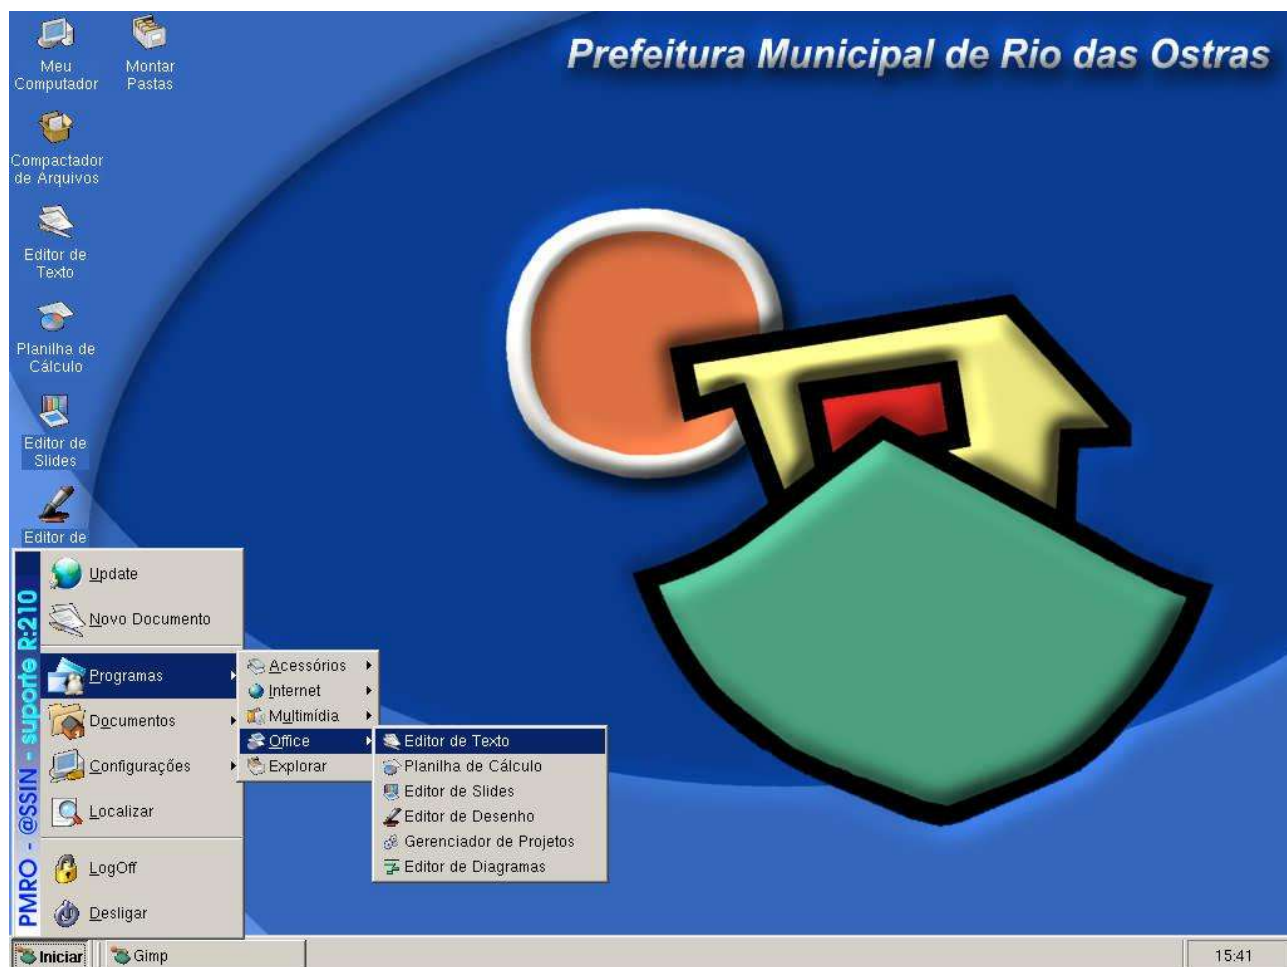 Prefeitura Municipal de Rio das Ostras
Meu
Computador
Montar
Pastas
Compactador
de Arquivos
Editor de
Texto
Planilha de
Cálculo
Editor de
Slides
Editor de
PMRO - @SSIN - suporte R:210
Update
Novo Documento
Programas
Documentos
Configurações
Localizar
LogOff
Desligar
Acessórios
Internet
Multimídia
Office
Explorar
Editor de Texto
Planilha de Cálculo
Editor de Slides
Editor de Desenho
Gerenciador de Projetos
Editor de Diagramas
Iniciar
Gimp
15:41